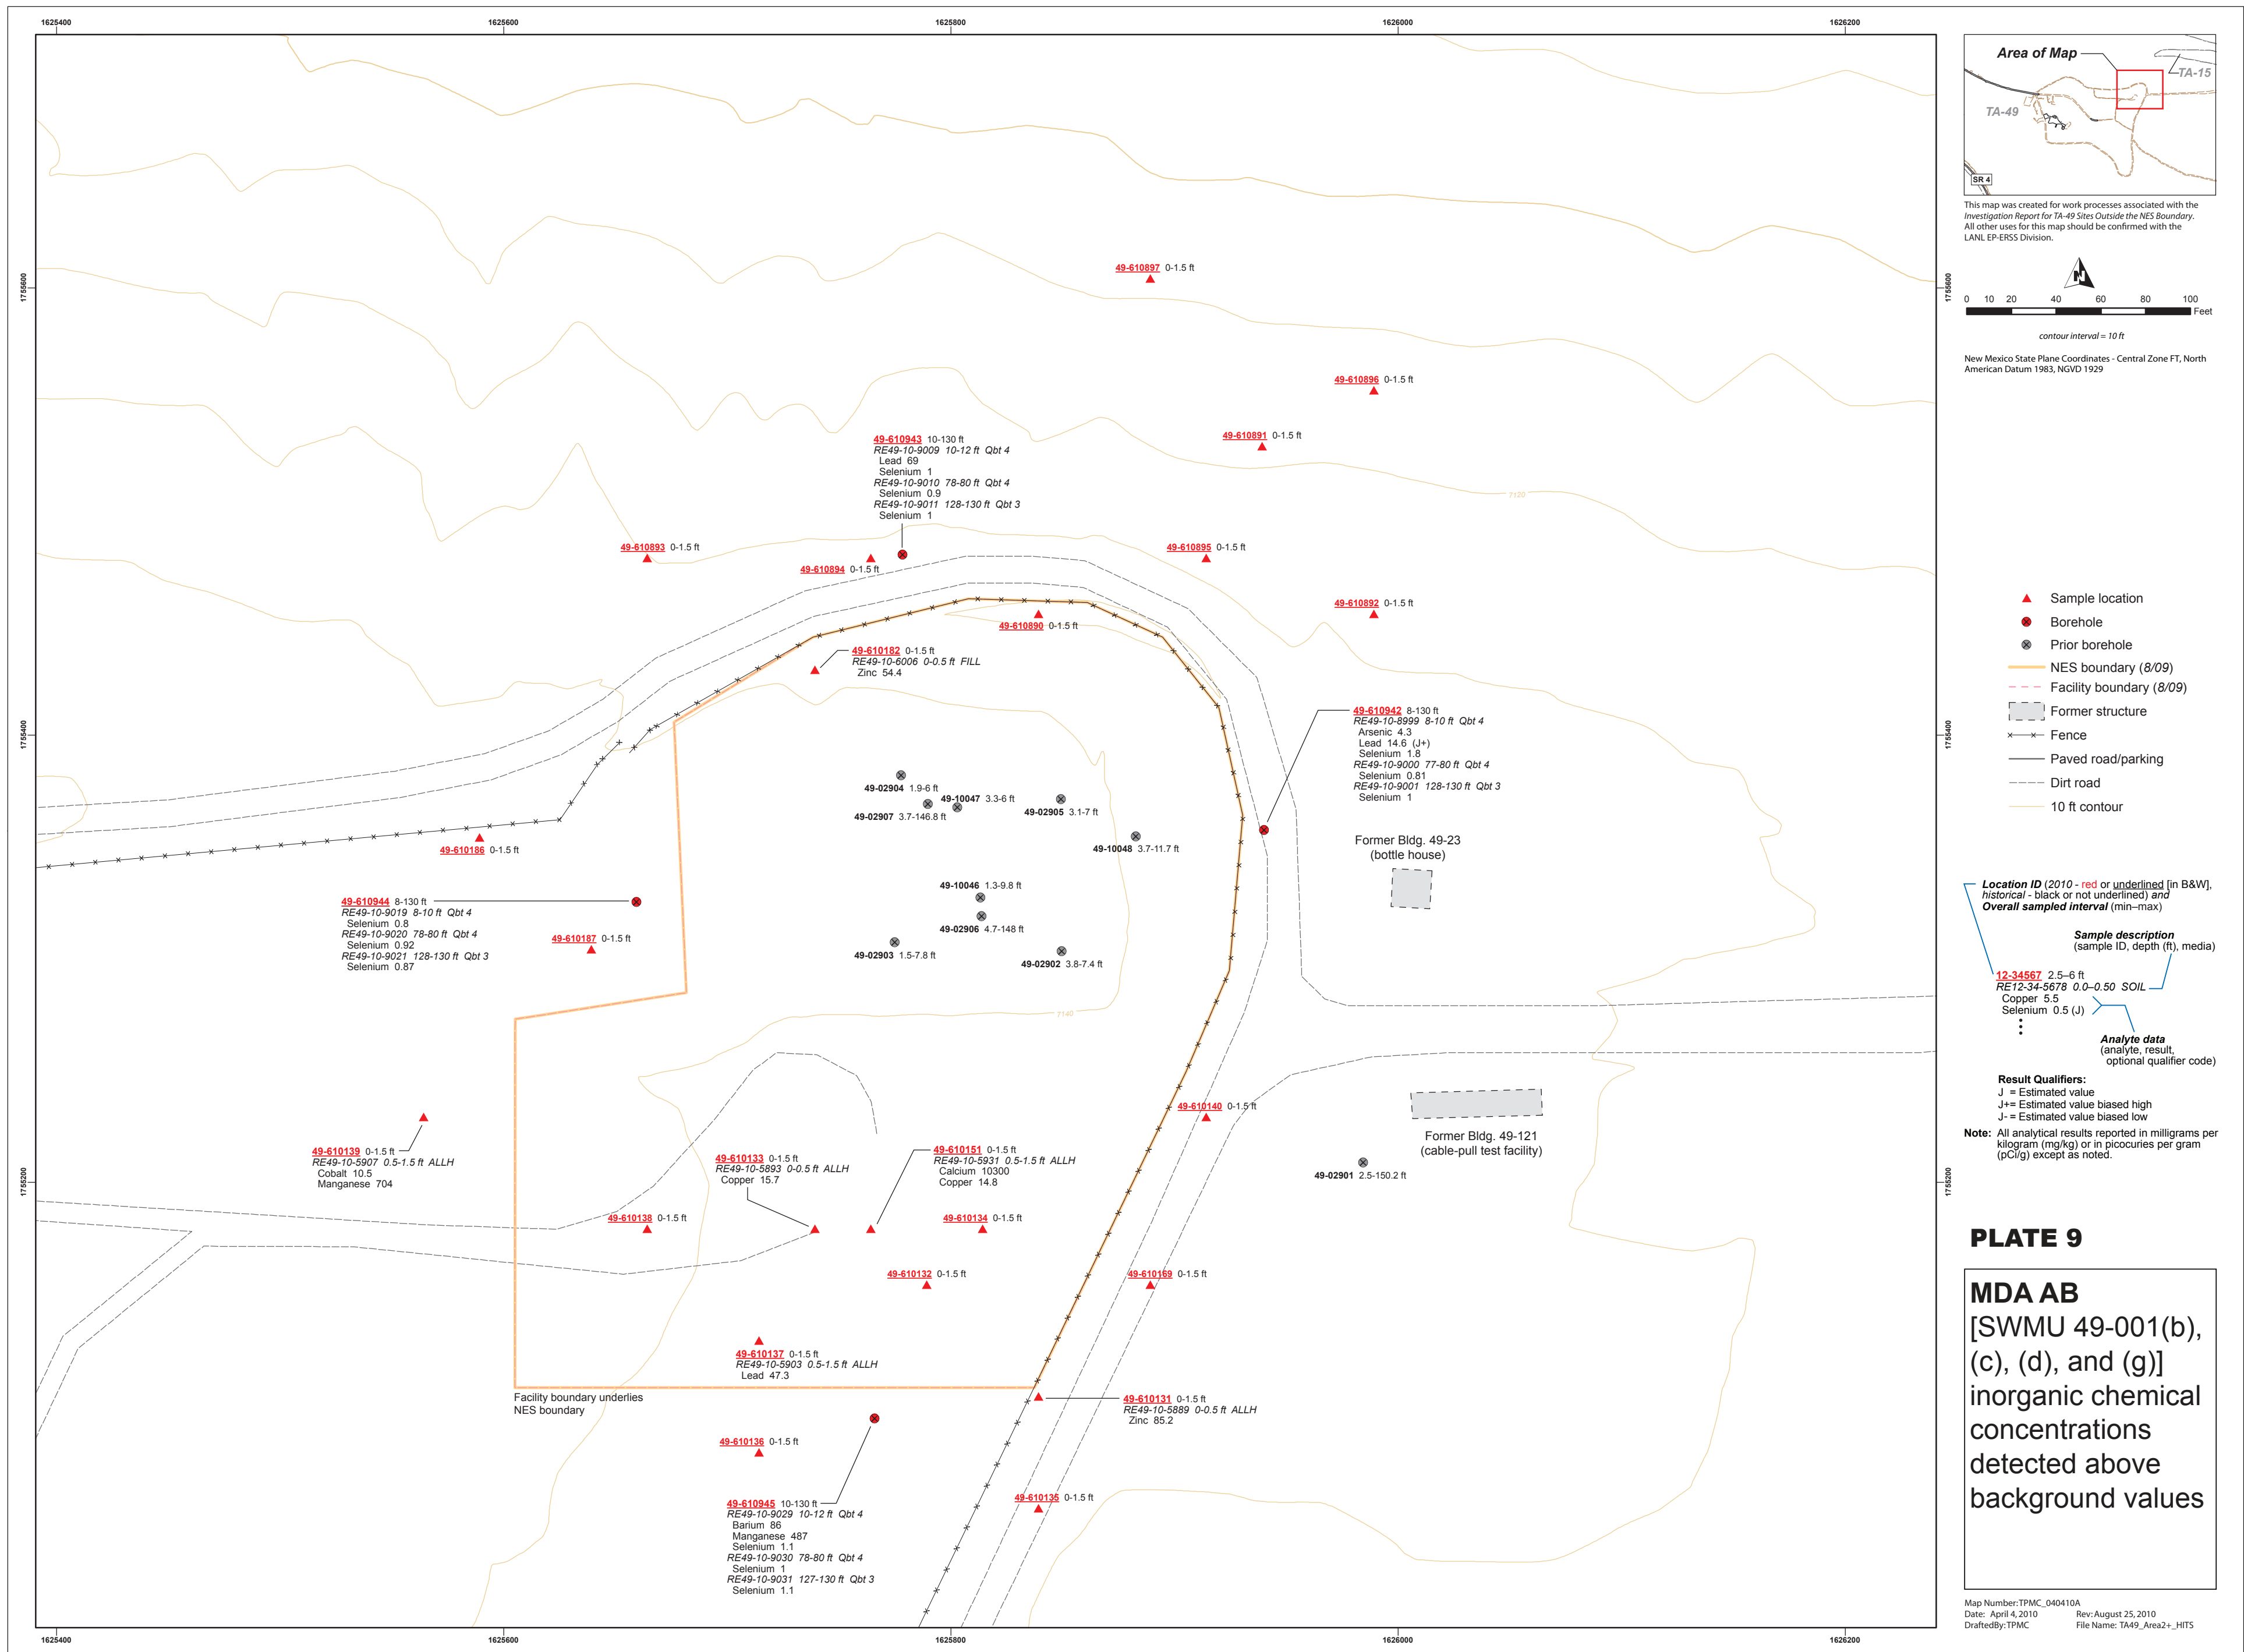 1625400
1625600
1625800
1626000
1626200
1755600
1755400
1755200
1755600
1755400
1755200
49-610897 0-1.5 ft
49-610896 0-1.5 ft
49-610891 0-1.5 ft
49-610943 10-130 ft
RE49-10-9009 10-12 ft Qbt 4
Lead 69
Selenium 1
RE49-10-9010 78-80 ft Qbt 4
Selenium 0.9
RE49-10-9011 128-130 ft Qbt 3
Selenium 1
7120
49-610893 0-1.5 ft
49-610894 0-1.5 ft
49-610895 0-1.5 ft
49-610892 0-1.5 ft
49-610890 0-1.5 ft
49-610182 0-1.5 ft
RE49-10-6006 0-0.5 ft FILL
Zinc 54.4
49-610942 8-130 ft
RE49-10-8999 8-10 ft Qbt 4
Arsenic 4.3
Lead 14.6 (J+)
Selenium 1.8
RE49-10-9000 77-80 ft Qbt 4
Selenium 0.81
RE49-10-9001 128-130 ft Qbt 3
Selenium 1
49-02904 1.9-6 ft
49-10047 3.3-6 ft
49-02907 3.7-146.8 ft
49-02905 3.1-7 ft
49-10048 3.7-11.7 ft
49-610186 0-1.5 ft
Former Bldg. 49-23
(bottle house)
49-10046 1.3-9.8 ft
49-02906 4.7-148 ft
49-02903 1.5-7.8 ft
49-02902 3.8-7.4 ft
49-610944 8-130 ft
RE49-10-9019 8-10 ft Qbt 4
Selenium 0.8
RE49-10-9020 78-80 ft Qbt 4
Selenium 0.92
RE49-10-9021 128-130 ft Qbt 3
Selenium 0.87
49-610187 0-1.5 ft
7140
49-610140 0-1.5 ft
Former Bldg. 49-121
(cable-pull test facility)
49-02901 2.5-150.2 ft
49-610139 0-1.5 ft
RE49-10-5907 0.5-1.5 ft ALLH
Cobalt 10.5
Manganese 704
49-610133 0-1.5 ft
RE49-10-5893 0-0.5 ft ALLH
Copper 15.7
49-610151 0-1.5 ft
RE49-10-5931 0.5-1.5 ft ALLH
Calcium 10300
Copper 14.8
49-610138 0-1.5 ft
49-610134 0-1.5 ft
49-610132 0-1.5 ft
49-610169 0-1.5 ft
49-610137 0-1.5 ft
RE49-10-5903 0.5-1.5 ft ALLH
Lead 47.3
Facility boundary underlies
NES boundary
49-610131 0-1.5 ft
RE49-10-5889 0-0.5 ft ALLH
Zinc 85.2
49-610136 0-1.5 ft
49-610135 0-1.5 ft
49-610945 10-130 ft
RE49-10-9029 10-12 ft Qbt 4
Barium 86
Manganese 487
Selenium 1.1
RE49-10-9030 78-80 ft Qbt 4
Selenium 1
RE49-10-9031 127-130 ft Qbt 3
Selenium 1.1
1625400
1625600
1625800
1626000
1626200
Area of Map
TA-15
TA-49
SR 4
This map was created for work processes associated with the
Investigation Report for TA-49 Sites Outside the NES Boundary.
All other uses for this map should be confirmed with the
LANL EP-ERSS Division.
N
0 10 20 40 60 80 100
Feet
contour interval = 10 ft
New Mexico State Plane Coordinates - Central Zone FT, North
American Datum 1983, NGVD 1929
Sample location
Borehole
Prior borehole
NES boundary (8/09)
Facility boundary (8/09)
Former structure
Fence
Paved road/parking
Dirt road
10 ft contour
Location ID (2010 - red or underlined [in B&W],
historical - black or not underlined) and
Overall sampled interval (min–max)
Sample description
(sample ID, depth (ft), media)
12-34567 2.5–6 ft
RE12-34-5678 0.0–0.50 SOIL
Copper 5.5
Selenium 0.5 (J)
Analyte data
(analyte, result,
optional qualifier code)
Result Qualifiers:
J = Estimated value
J+= Estimated value biased high
J- = Estimated value biased low
Note: All analytical results reported in milligrams per
kilogram (mg/kg) or in picocuries per gram
(pCi/g) except as noted.
PLATE 9
MDA AB
[SWMU 49-001(b),
(c), (d), and (g)]
inorganic chemical
concentrations
detected above
background values
Map Number: TPMC_040410A
Date: April 4, 2010 Rev: August 25, 2010
DraftedBy: TPMC File Name: TA49_Area2+_HITS